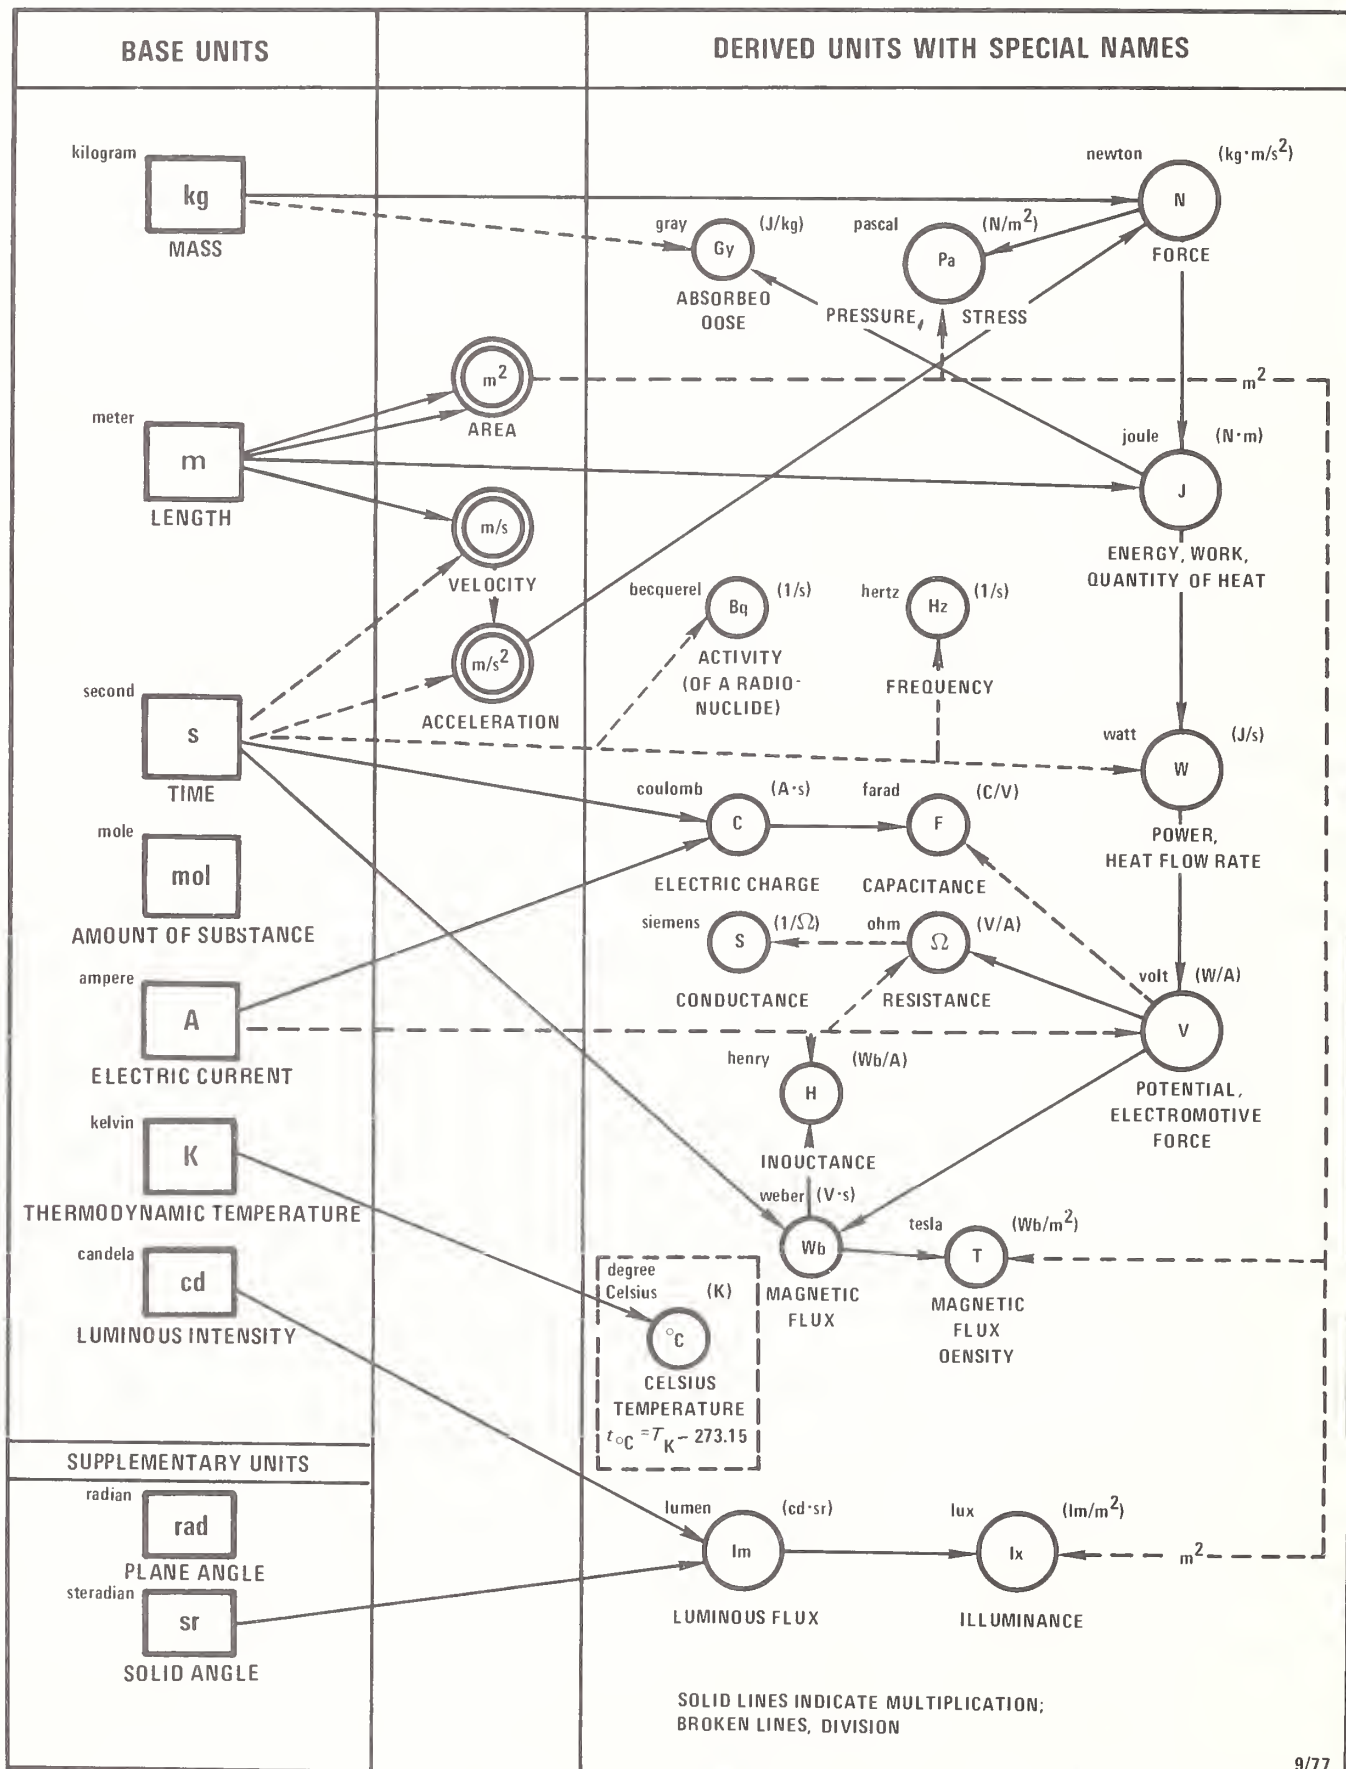 BASE UNITS
DERIVED UNITS WITH SPECIAL NAMES
kilogram
kg
MASS
newton
(kg·m/s²)
N
FORCE
gray
(J/kg)
Gy
ABSORBEO
OOSE
pascal
(N/m²)
Pa
PRESSURE, STRESS
m²
AREA
m²
meter
m
LENGTH
joule
(N·m)
J
ENERGY, WORK,
QUANTITY OF HEAT
m/s
VELOCITY
becquerel
(1/s)
Bq
ACTIVITY
(OF A RADIO-
NUCLIDE)
hertz
(1/s)
Hz
FREQUENCY
m/s²
ACCELERATION
second
s
TIME
watt
(J/s)
W
POWER,
HEAT FLOW RATE
coulomb
(A·s)
C
ELECTRIC CHARGE
farad
(C/V)
F
CAPACITANCE
mole
mol
AMOUNT OF SUBSTANCE
siemens
(1/Ω)
S
CONDUCTANCE
ohm
(V/A)
Ω
RESISTANCE
volt
(W/A)
V
POTENTIAL,
ELECTROMOTIVE
FORCE
ampere
A
ELECTRIC CURRENT
henry
(Wb/A)
H
INOUCTANCE
kelvin
K
THERMODYNAMIC TEMPERATURE
weber
(V·s)
Wb
MAGNETIC
FLUX
tesla
(Wb/m²)
T
MAGNETIC
FLUX
OENSITY
candela
cd
LUMINOUS INTENSITY
degree
Celsius
(K)
°C
CELSIUS
TEMPERATURE
t°C = TK − 273.15
SUPPLEMENTARY UNITS
radian
rad
PLANE ANGLE
steradian
sr
SOLID ANGLE
lumen
(cd·sr)
lm
LUMINOUS FLUX
lux
(lm/m²)
lx
ILLUMINANCE
m²
SOLID LINES INDICATE MULTIPLICATION;
BROKEN LINES, DIVISION
9/77